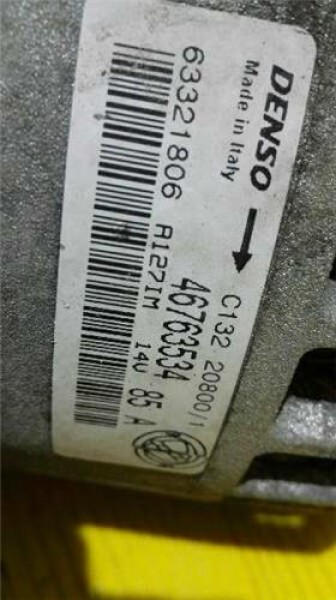 DENSO
Made in Italy
C132 20800/1
46763534 85 A
63321806 A127IM 14V